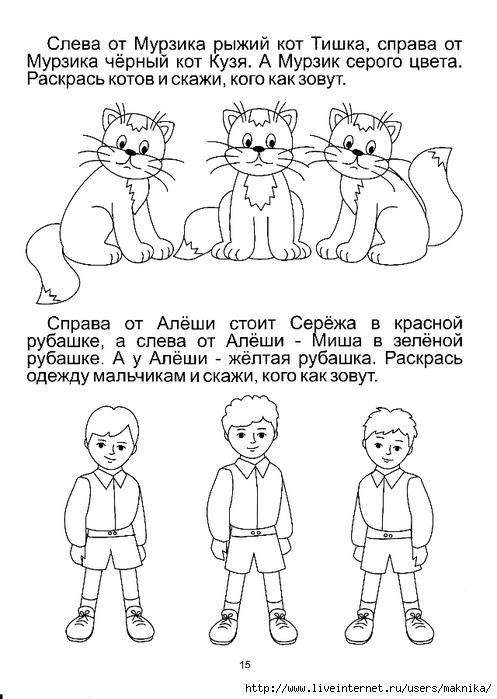 Слева от Мурзика рыжий кот Тишка, справа от
Мурзика чёрный кот Кузя. А Мурзик серого цвета.
Раскрась котов и скажи, кого как зовут.
Справа от Алёши стоит Серёжа в красной
рубашке, а слева от Алёши - Миша в зелёной
рубашке. А у Алёши - жёлтая рубашка. Раскрась
одежду мальчикам и скажи, кого как зовут.
15
http://www.liveinternet.ru/users/maknika/